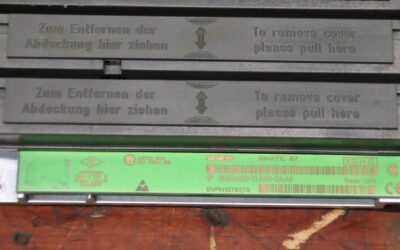 Zum Entfernen der
Abdeckung hier ziehen
To remove cover
please pull here
Zum Entfernen der
Abdeckung hier ziehen
To remove cover
please pull here
SIEMENS
SIMATIC S7
SVPN1878270